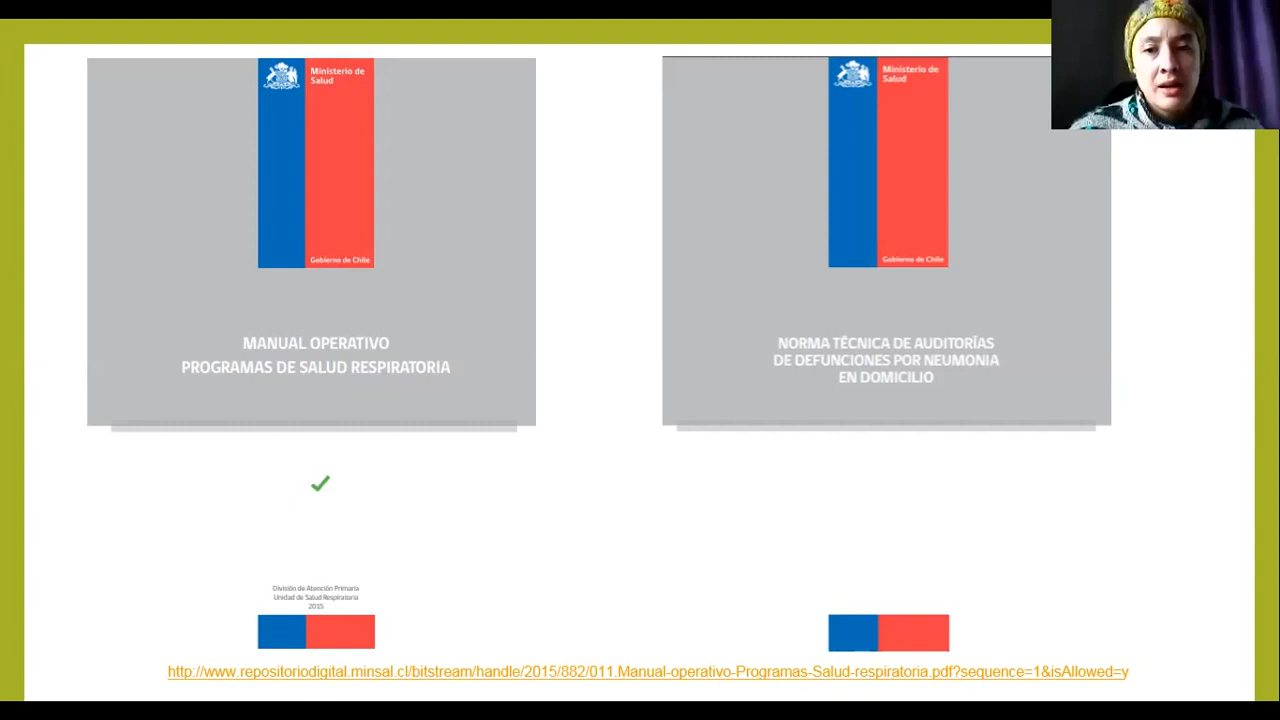 Ministerio de
Salud
Gobierno de Chile
MANUAL OPERATIVO
PROGRAMAS DE SALUD RESPIRATORIA
División de Atención Primaria
Unidad de Salud Respiratoria
2015
Ministerio de
Salud
Gobierno de Chile
NORMA TÉCNICA DE AUDITORÍAS
DE DEFUNCIONES POR NEUMONIA
EN DOMICILIO
http://www.repositoriodigital.minsal.cl/bitstream/handle/2015/882/011.Manual-operativo-Programas-Salud-respiratoria.pdf?sequence=1&isAllowed=y